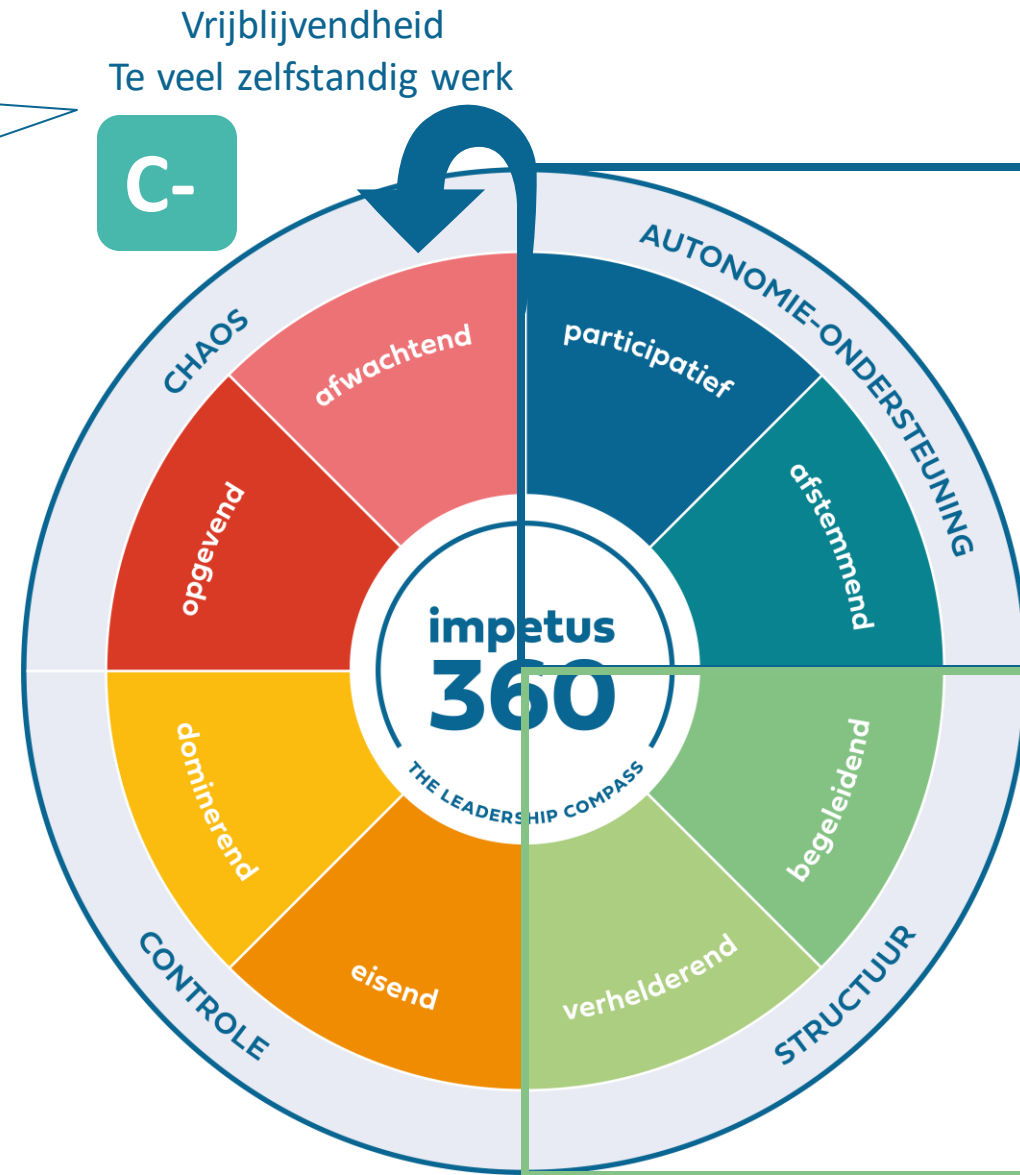 Vrijblijvendheid
Te veel zelfstandig werk
C-
CHAOS
AUTONOMIE-ONDERSTEUNING
afwachtend
participatief
opgevend
afstemmend
impetus
360
THE LEADERSHIP COMPASS
dominerend
begeleidend
eisend
verhelderend
CONTROLE
STRUCTUUR